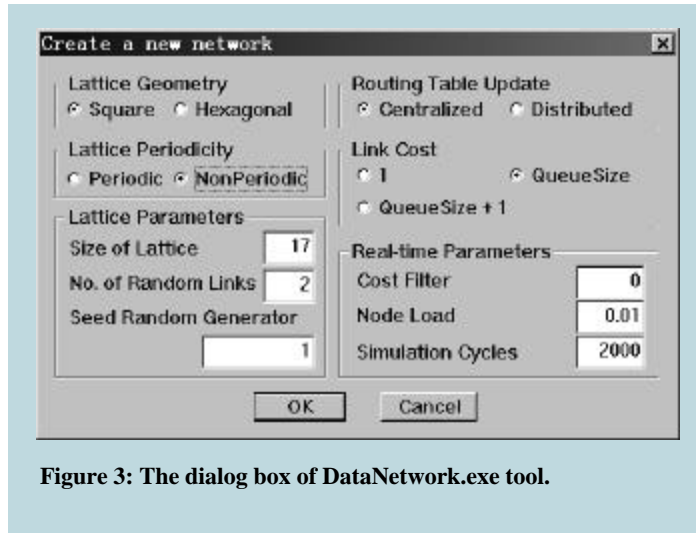 Create a new network
Lattice Geometry
Square Hexagonal
Lattice Periodicity
Periodic NonPeriodic
Lattice Parameters
Size of Lattice 17
No. of Random Links 2
Seed Random Generator
1
Routing Table Update
Centralized Distributed
Link Cost
1 QueueSize
QueueSize + 1
Real-time Parameters
Cost Filter 0
Node Load 0.01
Simulation Cycles 2000
OK Cancel
Figure 3: The dialog box of DataNetwork.exe tool.